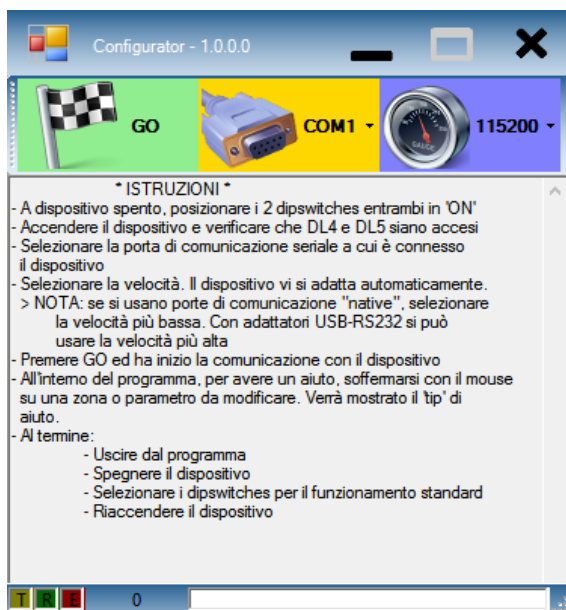 Configurator - 1.0.0.0
GO COM1 115200
GAUGE
* ISTRUZIONI *
- A dispositivo spento, posizionare i 2 dipswitches entrambi in 'ON'
- Accendere il dispositivo e verificare che DL4 e DL5 siano accesi
- Selezionare la porta di comunicazione seriale a cui è connesso
il dispositivo
- Selezionare la velocità. Il dispositivo vi si adatta automaticamente.
> NOTA: se si usano porte di comunicazione "native", selezionare
la velocità più bassa. Con adattatori USB-RS232 si può
usare la velocità più alta
- Premere GO ed ha inizio la comunicazione con il dispositivo
- All'interno del programma, per avere un aiuto, soffermarsi con il mouse
su una zona o parametro da modificare. Verrà mostrato il 'tip' di
aiuto.
- Al termine:
- Uscire dal programma
- Spegnere il dispositivo
- Selezionare i dipswitches per il funzionamento standard
- Riaccendere il dispositivo
T R E 0